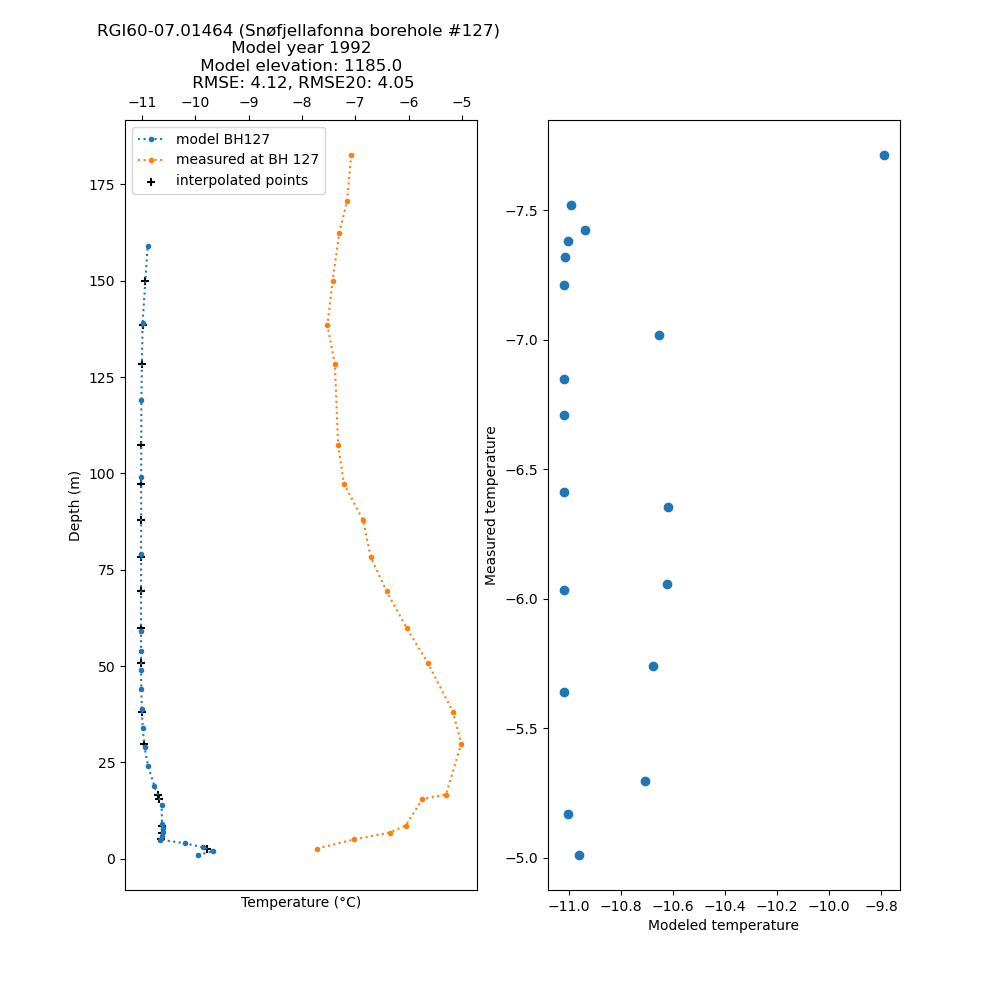 RGI60-07.01464 (Snøfjellafonna borehole #127)
Model year 1992
Model elevation: 1185.0
RMSE: 4.12, RMSE20: 4.05
−11 −10 −9 −8 −7 −6 −5
model BH127
measured at BH 127
interpolated points
175
150
125
100
75
50
25
0
Depth (m)
Temperature (°C)
−7.5
−7.0
−6.5
−6.0
−5.5
−5.0
Measured temperature
−11.0 −10.8 −10.6 −10.4 −10.2 −10.0 −9.8
Modeled temperature